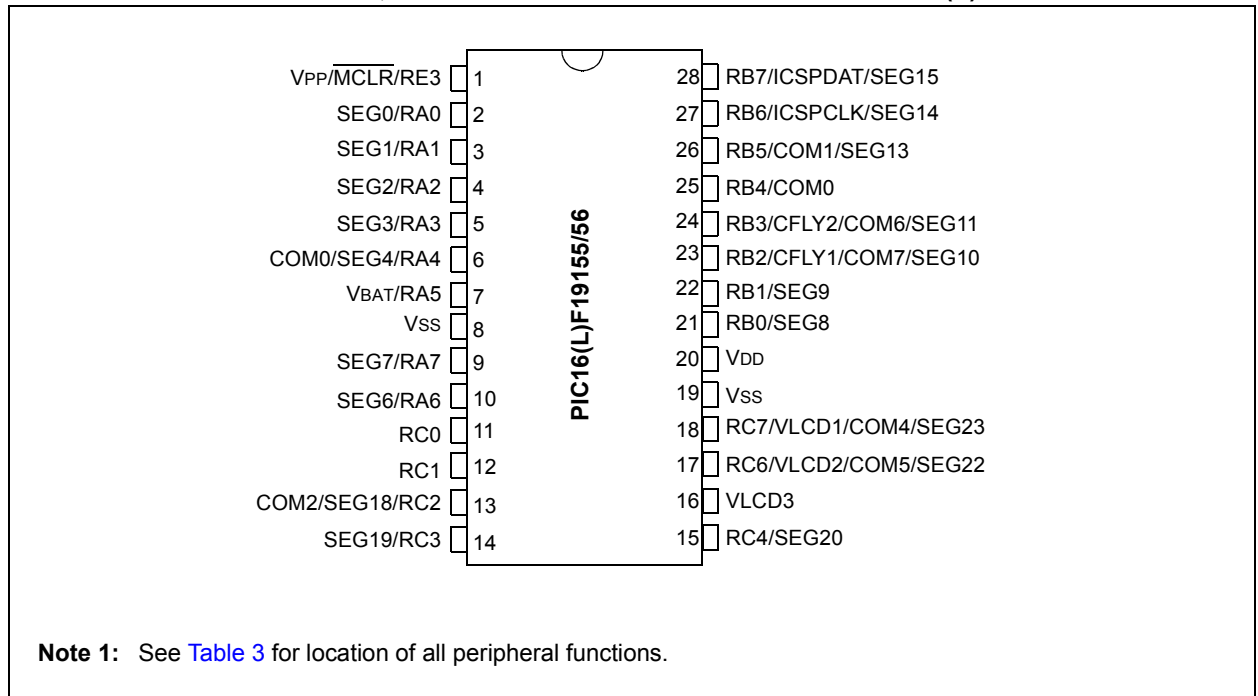 VPP/MCLR/RE3 1
SEG0/RA0 2
SEG1/RA1 3
SEG2/RA2 4
SEG3/RA3 5
COM0/SEG4/RA4 6
VBAT/RA5 7
VSS 8
SEG7/RA7 9
SEG6/RA6 10
RC0 11
RC1 12
COM2/SEG18/RC2 13
SEG19/RC3 14
PIC16(L)F19155/56
28 RB7/ICSPDAT/SEG15
27 RB6/ICSPCLK/SEG14
26 RB5/COM1/SEG13
25 RB4/COM0
24 RB3/CFLY2/COM6/SEG11
23 RB2/CFLY1/COM7/SEG10
22 RB1/SEG9
21 RB0/SEG8
20 VDD
19 VSS
18 RC7/VLCD1/COM4/SEG23
17 RC6/VLCD2/COM5/SEG22
16 VLCD3
15 RC4/SEG20
Note 1: See Table 3 for location of all peripheral functions.